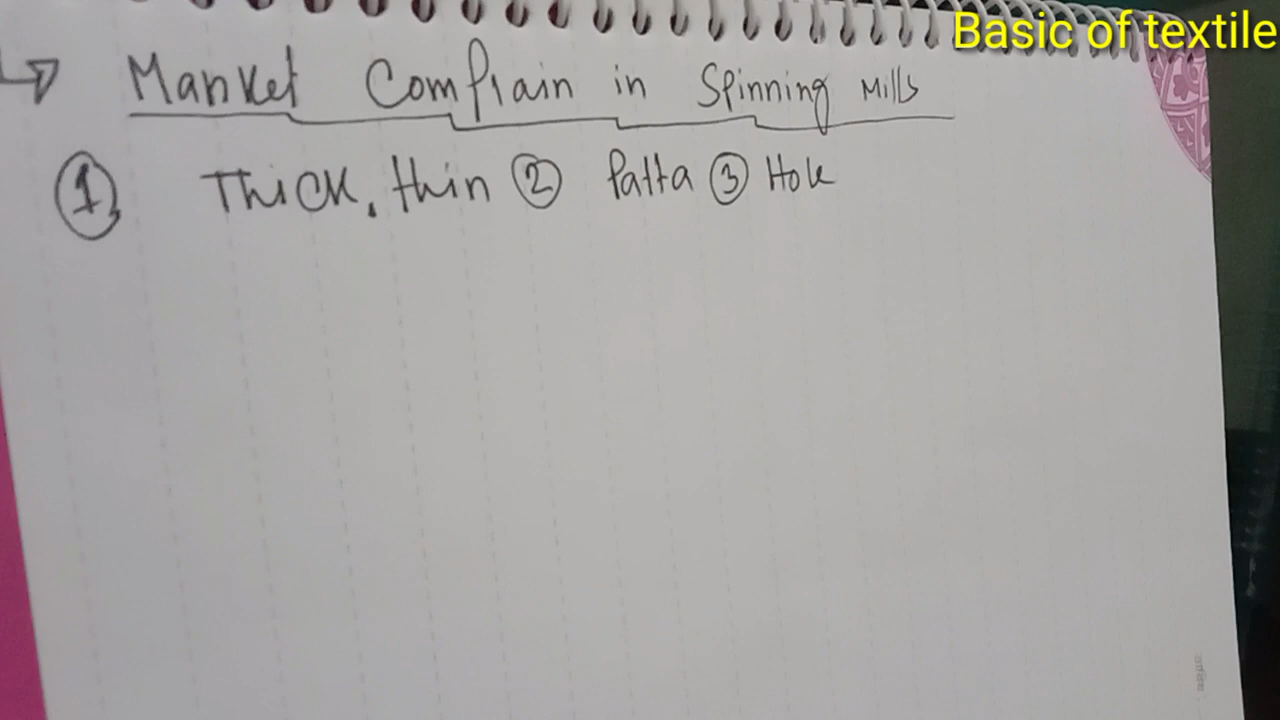 Basic of textile
Market Complain in Spinning Mills
① Thick, thin ② Patta ③ Hole